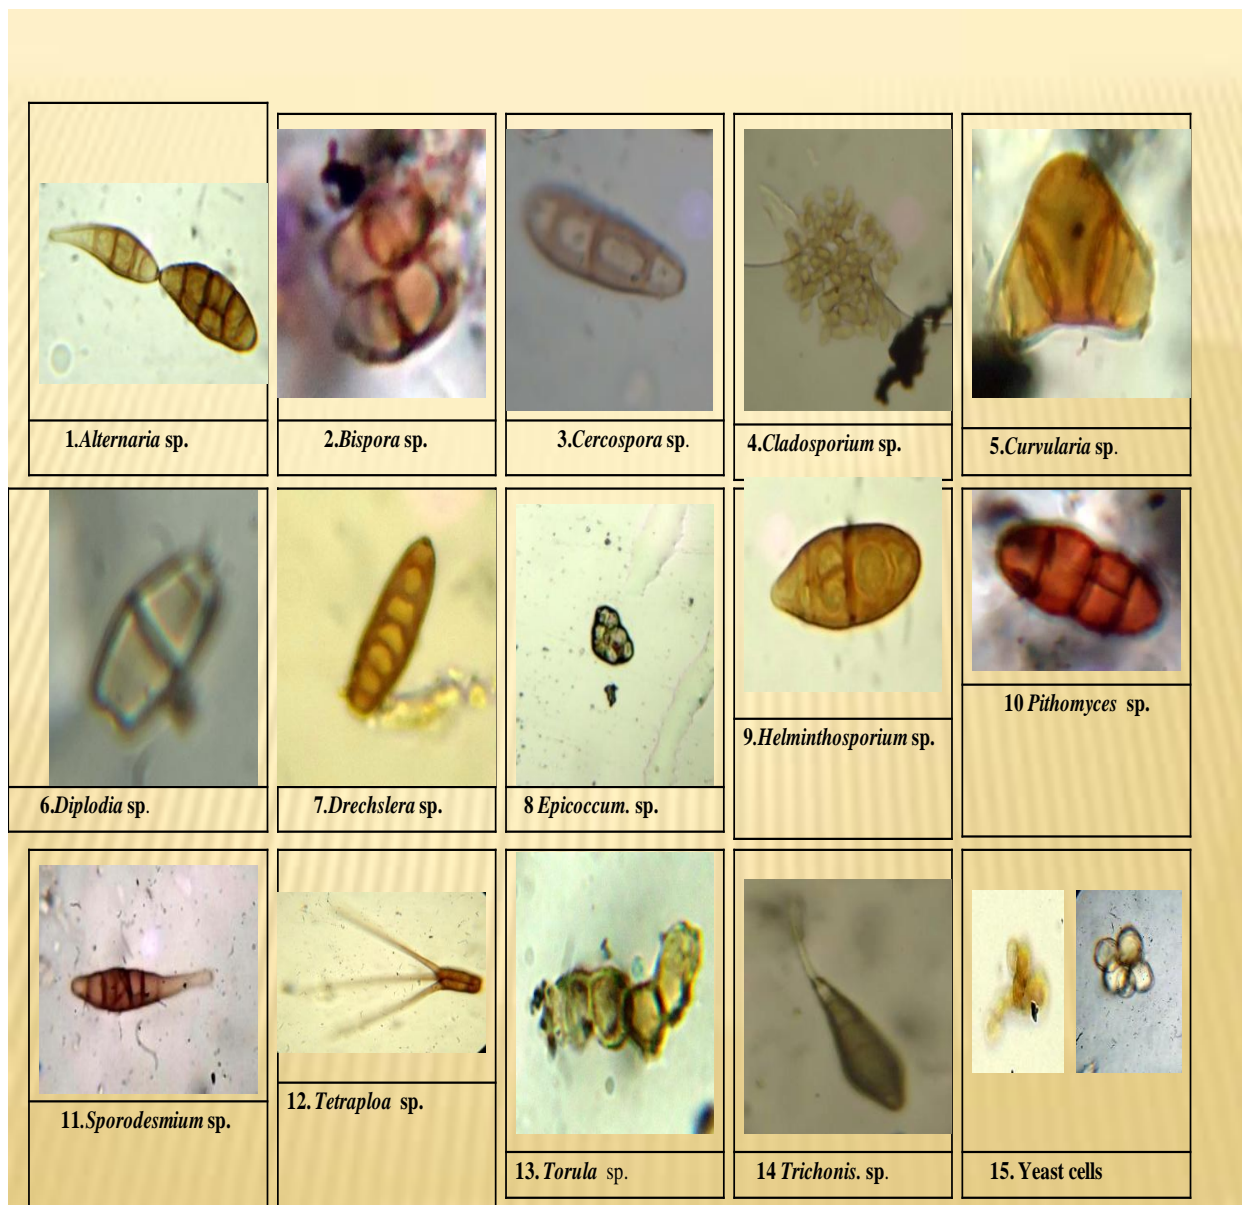 1.Alternaria sp.
2.Bispora sp.
3.Cercospora sp.
4.Cladosporium sp.
5.Curvularia sp.
6.Diplodia sp.
7.Drechslera sp.
8 Epicoccum. sp.
9.Helminthosporium sp.
10 Pithomyces sp.
11.Sporodesmium sp.
12. Tetraploa sp.
13. Torula sp.
14 Trichonis. sp.
15. Yeast cells